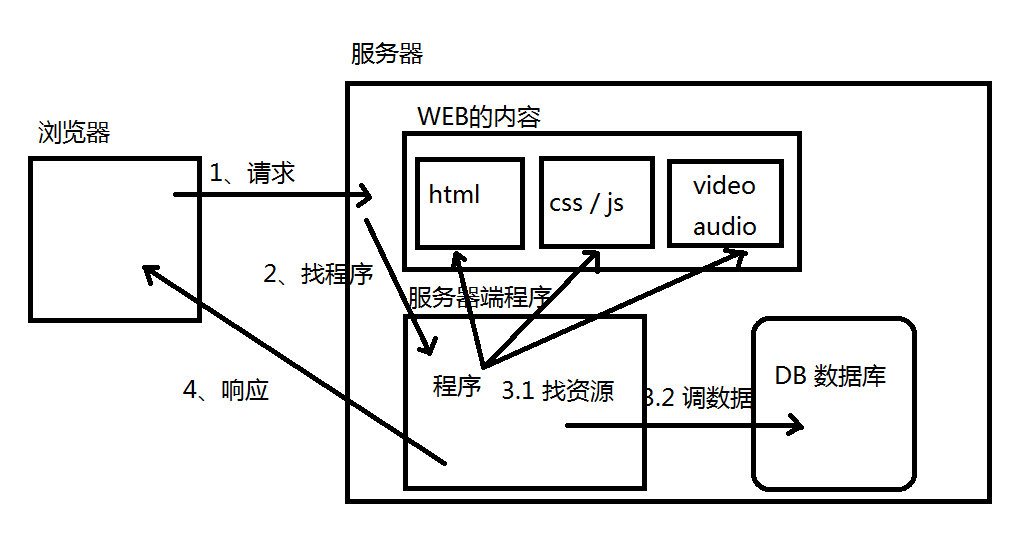 服务器
WEB的内容
浏览器
1、请求
html
css / js
video
audio
2、找程序
服务器端程序
程序
3.1 找资源
3.2 调数据
DB 数据库
4、响应